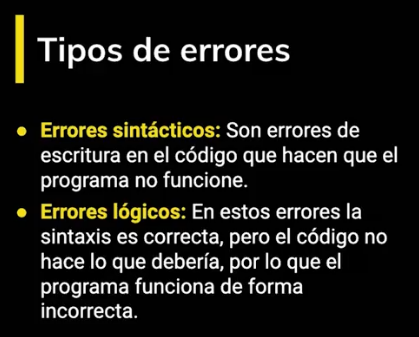 Tipos de errores
● Errores sintácticos: Son errores de
escritura en el código que hacen que el
programa no funcione.
● Errores lógicos: En estos errores la
sintaxis es correcta, pero el código no
hace lo que debería, por lo que el
programa funciona de forma
incorrecta.